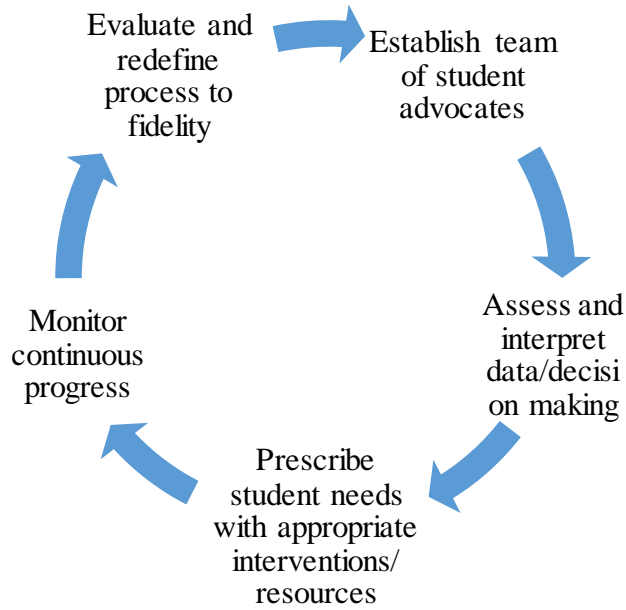 Evaluate and
redefine
process to
fidelity
Establish team
of student
advocates
Assess and
interpret
data/decisi
on making
Prescribe
student needs
with appropriate
interventions/
resources
Monitor
continuous
progress